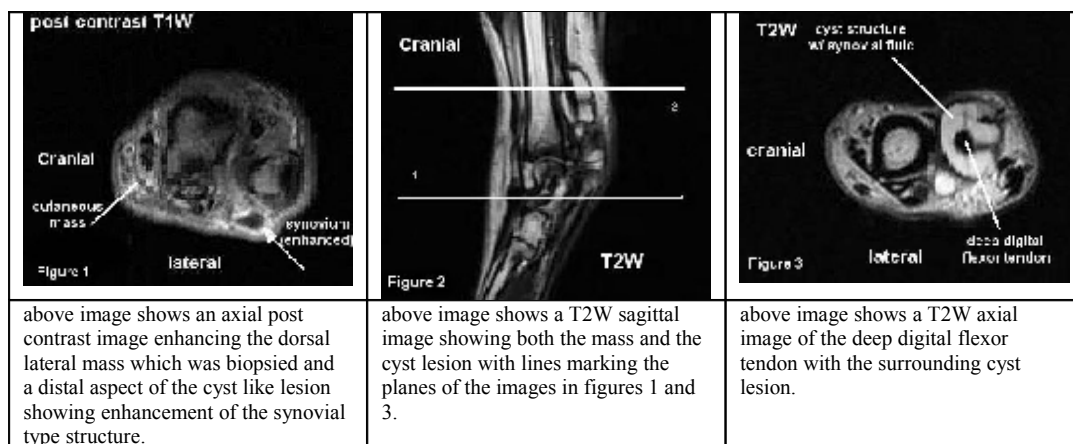 post contrast T1W
Cranial
cutaneous
mass
synovium
(enhanced)
lateral
Figure 1
Cranial
2
1
T2W
Figure 2
T2W
cyst structure
w/ synovial fluid
cranial
deep digital
flexor tendon
lateral
Figure 3
above image shows an axial post
contrast image enhancing the dorsal
lateral mass which was biopsied and
a distal aspect of the cyst like lesion
showing enhancement of the synovial
type structure.
above image shows a T2W sagittal
image showing both the mass and the
cyst lesion with lines marking the
planes of the images in figures 1 and
3.
above image shows a T2W axial
image of the deep digital flexor
tendon with the surrounding cyst
lesion.